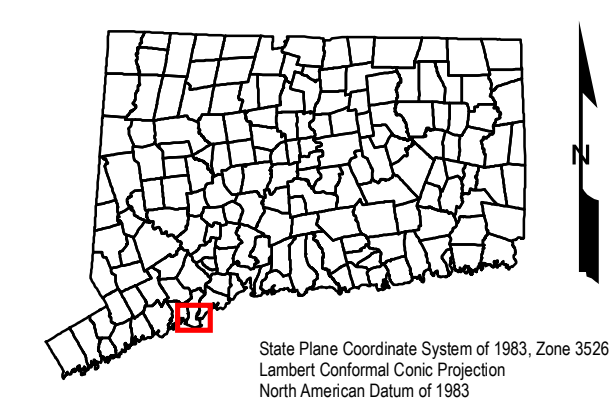 N
State Plane Coordinate System of 1983, Zone 3526
Lambert Conformal Conic Projection
North American Datum of 1983